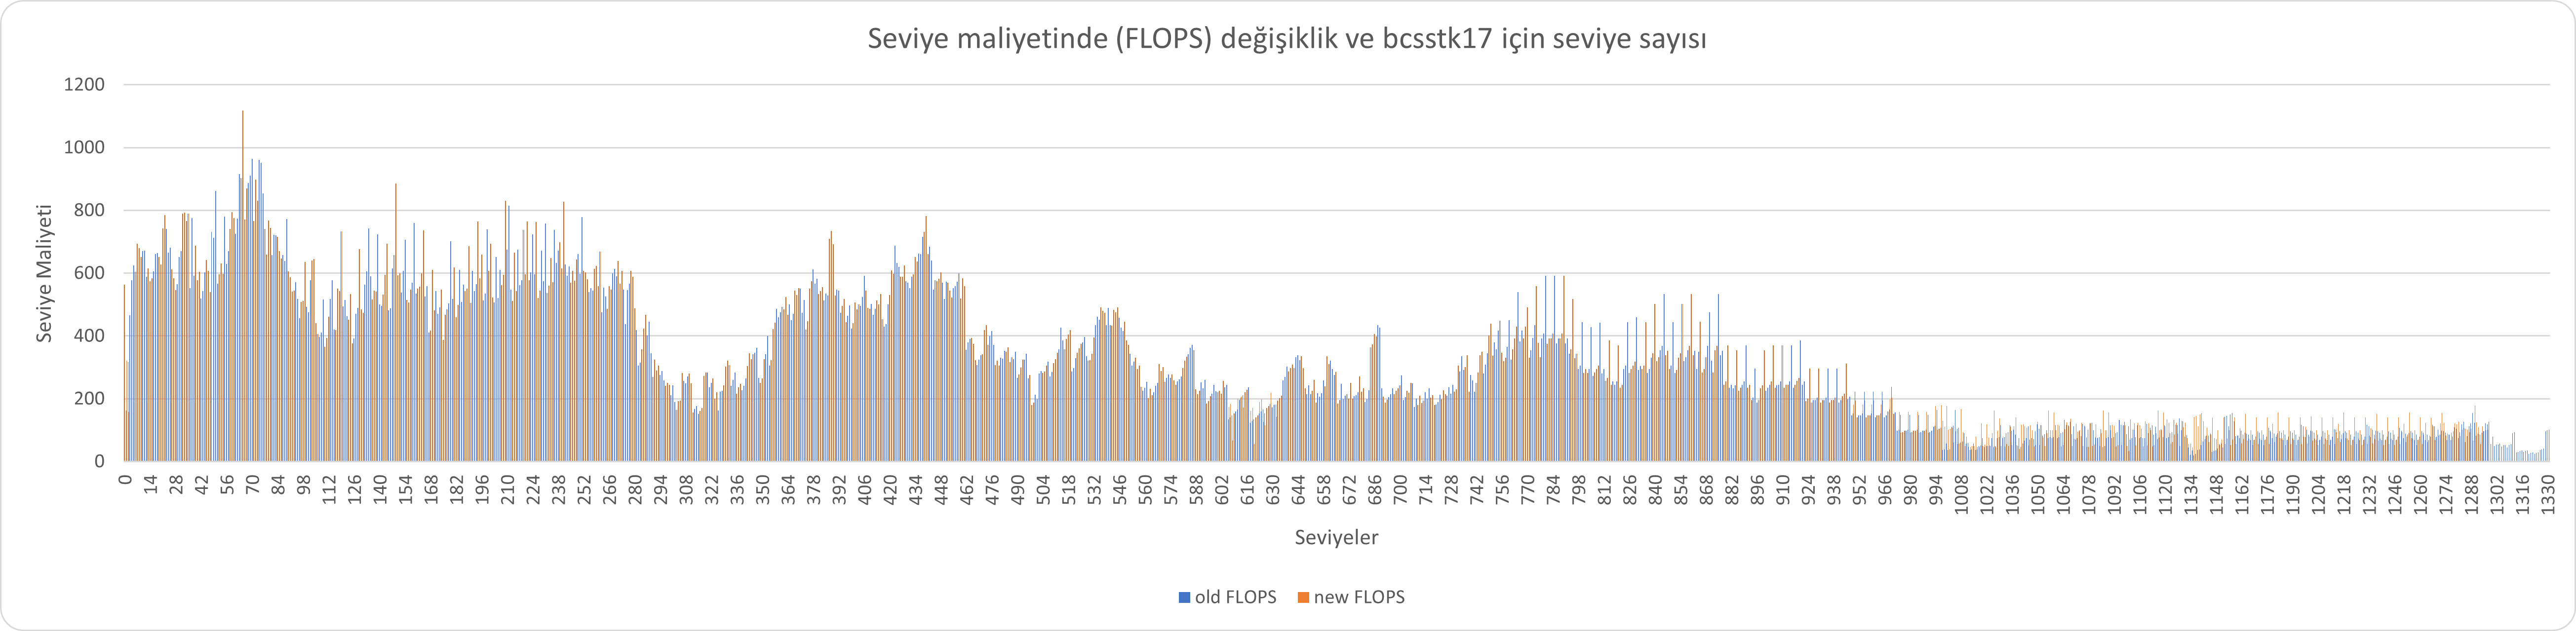 Seviye maliyetinde (FLOPS) değişiklik ve bcsstk17 için seviye sayısı
1200
1000
800
600
400
200
0
Seviye Maliyeti
0 14 28 42 56 70 84 98 112 126 140 154 168 182 196 210 224 238 252 266 280 294 308 322 336 350 364 378 392 406 420 434 448 462 476 490 504 518 532 546 560 574 588 602 616 630 644 658 672 686 700 714 728 742 756 770 784 798 812 826 840 854 868 882 896 910 924 938 952 966 980 994 1008 1022 1036 1050 1064 1078 1092 1106 1120 1134 1148 1162 1176 1190 1204 1218 1232 1246 1260 1274 1288 1302 1316 1330
Seviyeler
old FLOPS new FLOPS